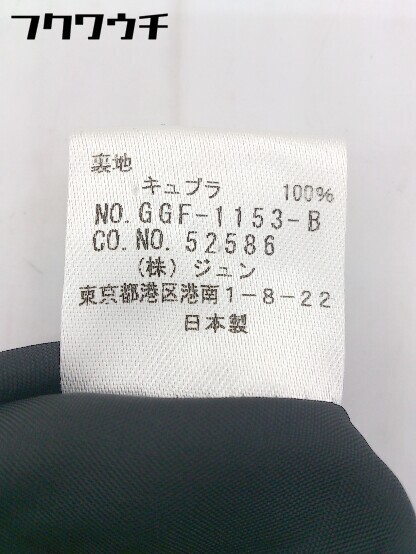 フクワウチ
裏地
キュプラ 100%
NO.GGF-1153-B
CO.NO.52586
(株)ジュン
東京都港区港南1-8-22
日本製